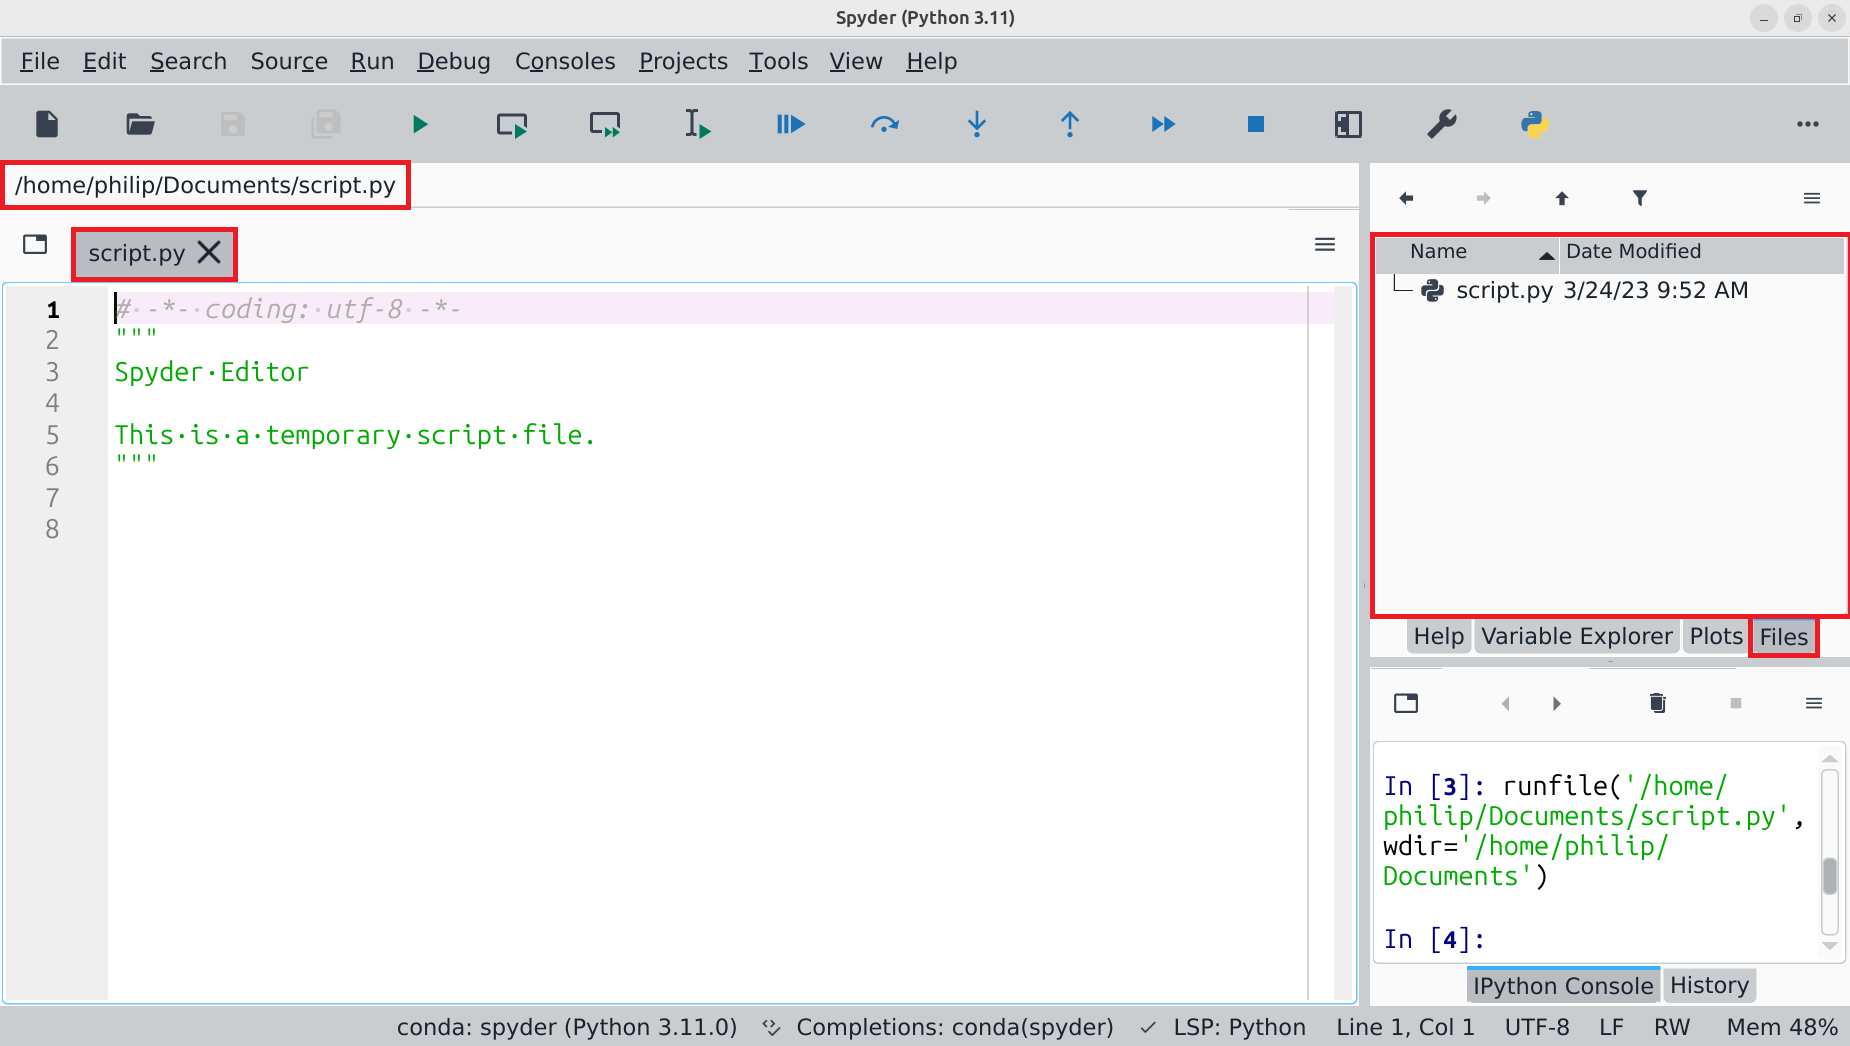 Spyder (Python 3.11)
File Edit Search Source Run Debug Consoles Projects Tools View Help
/home/philip/Documents/script.py
script.py
1 # -*- coding: utf-8 -*-
2 """
3 Spyder Editor
4
5 This is a temporary script file.
6 """
7
8
Name Date Modified
script.py 3/24/23 9:52 AM
Help Variable Explorer Plots Files
In [3]: runfile('/home/
philip/Documents/script.py',
wdir='/home/philip/
Documents')
In [4]:
IPython Console History
conda: spyder (Python 3.11.0) Completions: conda(spyder) LSP: Python Line 1, Col 1 UTF-8 LF RW Mem 48%